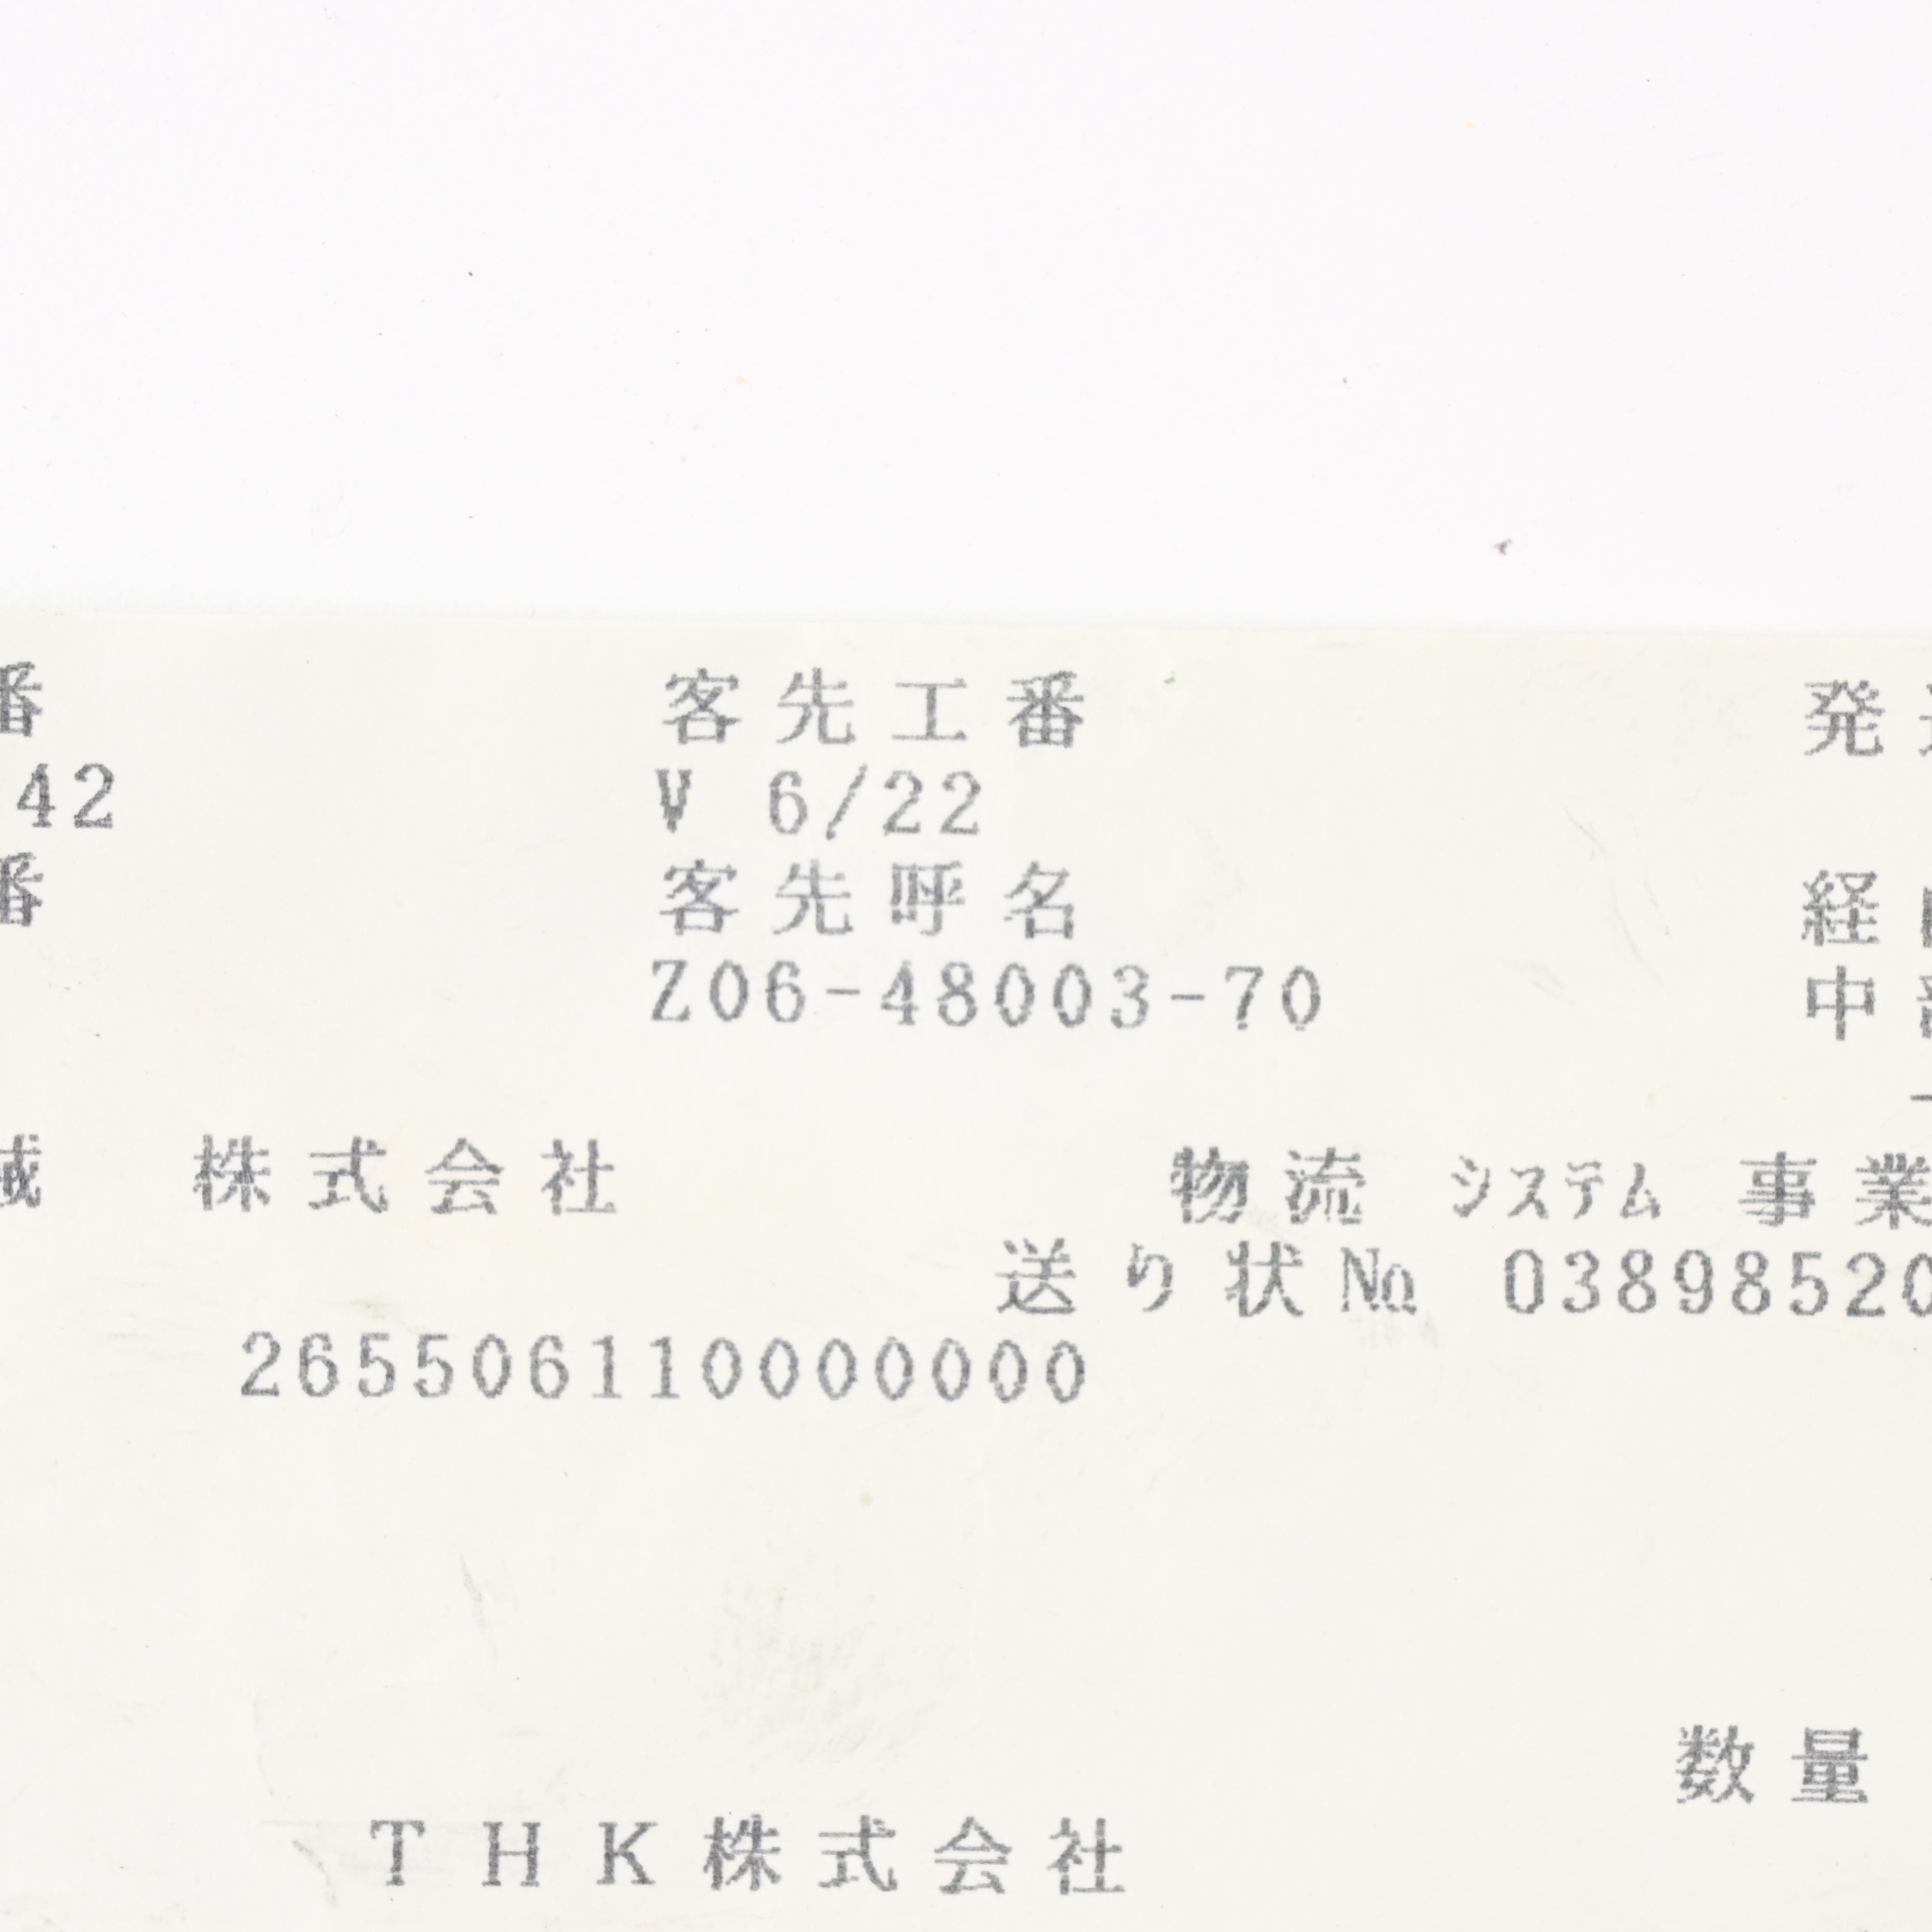 番 客先工番 発
42 V 6/22
番 客先呼名 経
Z06-48003-70 中
械 株式会社 物流 ｼｽﾃﾑ 事業
送り状№ 03898520
265506110000000
数量
ＴＨＫ株式会社